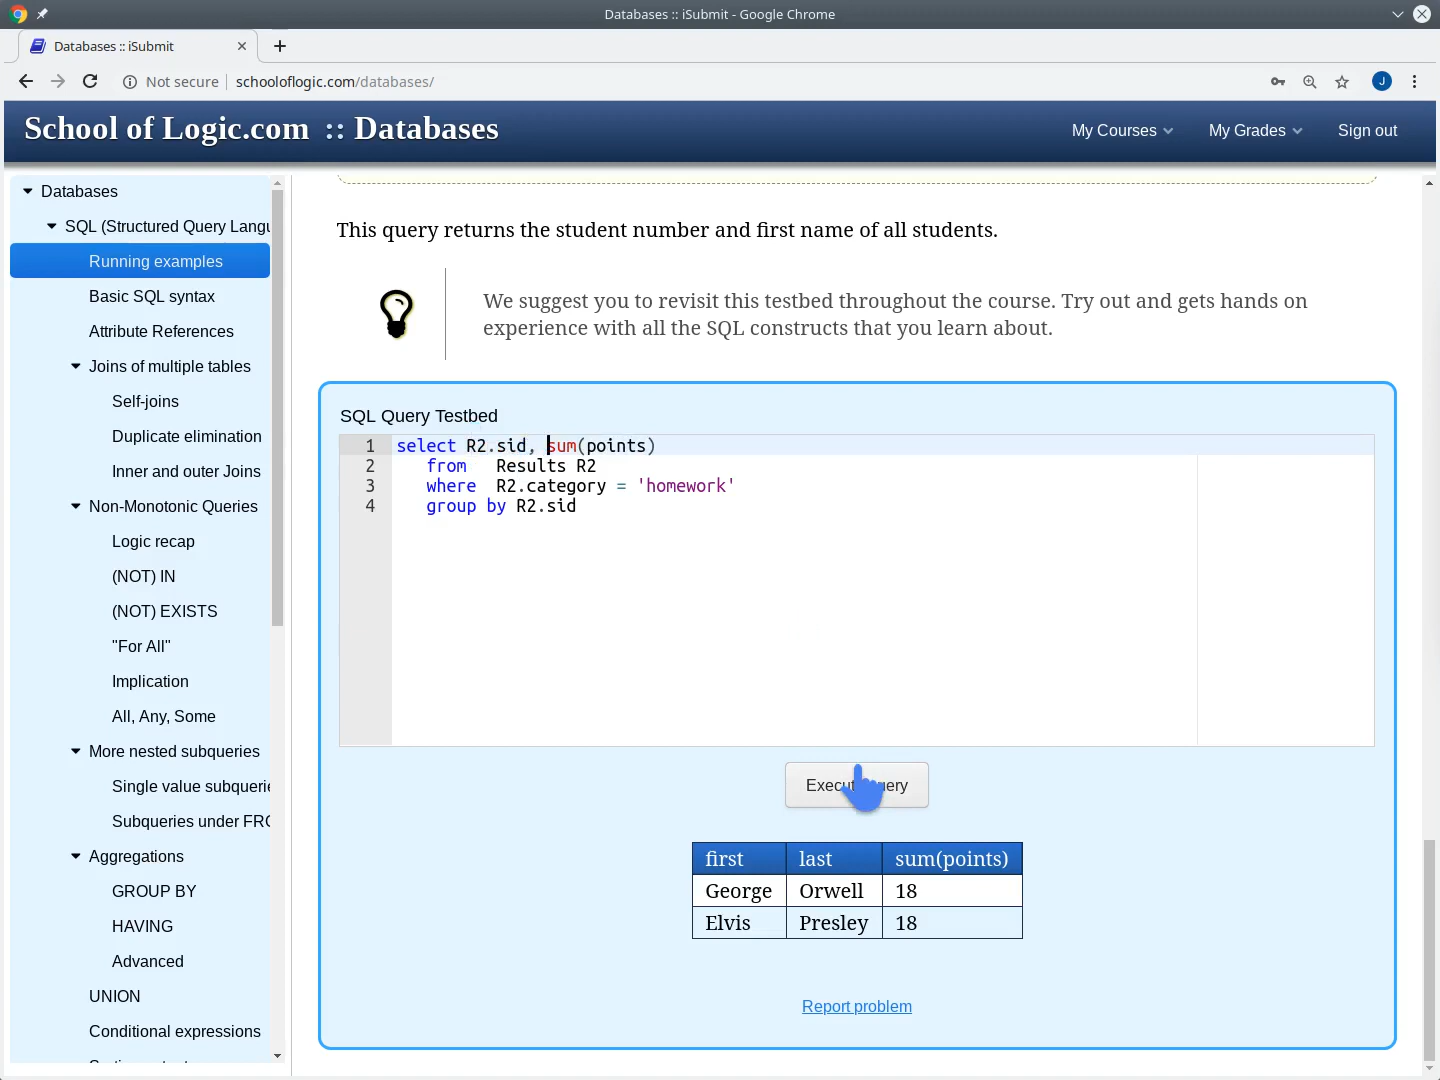 Databases :: iSubmit - Google Chrome
Databases :: iSubmit
Not secure schooloflogic.com/databases/
J
School of Logic.com :: Databases
My Courses My Grades Sign out
Databases
SQL (Structured Query Langu
Running examples
Basic SQL syntax
Attribute References
Joins of multiple tables
Self-joins
Duplicate elimination
Inner and outer Joins
Non-Monotonic Queries
Logic recap
(NOT) IN
(NOT) EXISTS
"For All"
Implication
All, Any, Some
More nested subqueries
Single value subquerie
Subqueries under FRO
Aggregations
GROUP BY
HAVING
Advanced
UNION
Conditional expressions
This query returns the student number and first name of all students.
We suggest you to revisit this testbed throughout the course. Try out and gets hands on
experience with all the SQL constructs that you learn about.
SQL Query Testbed
1 select R2.sid, sum(points)
2 from Results R2
3 where R2.category = 'homework'
4 group by R2.sid
first last sum(points)
George Orwell 18
Elvis Presley 18
Report problem